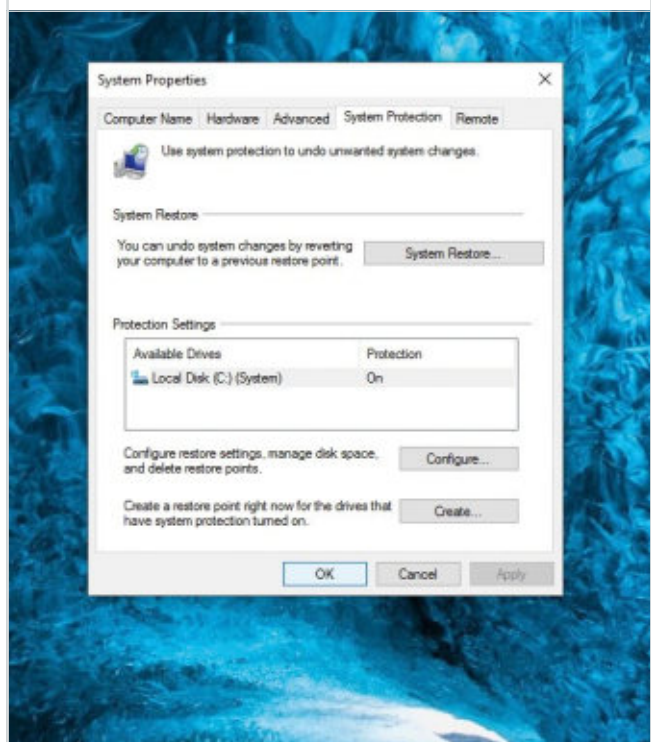 System Properties
Computer Name Hardware Advanced System Protection Remote
Use system protection to undo unwanted system changes.
System Restore
You can undo system changes by reverting
your computer to a previous restore point.
System Restore...
Protection Settings
Available Drives Protection
Local Disk (C:) (System) On
Configure restore settings, manage disk space,
and delete restore points.
Configure...
Create a restore point right now for the drives that
have system protection turned on.
Create...
OK Cancel Apply